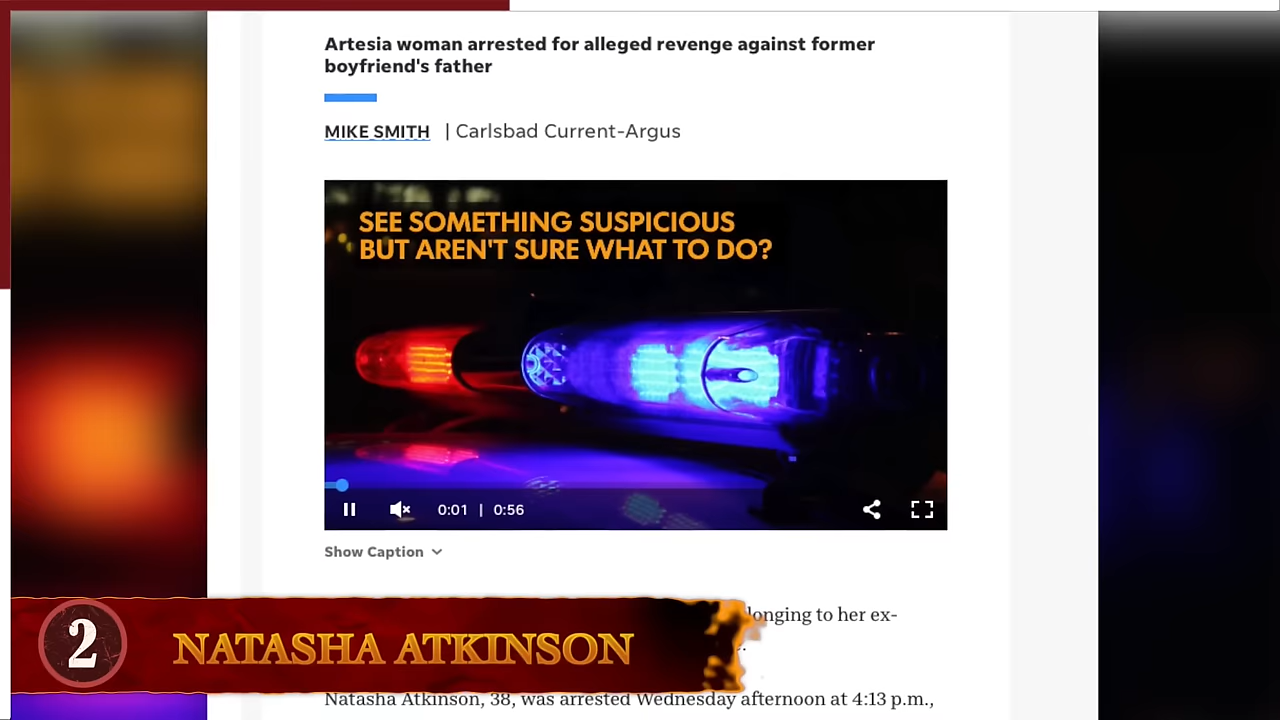 Artesia woman arrested for alleged revenge against former
boyfriend's father
MIKE SMITH | Carlsbad Current-Argus
SEE SOMETHING SUSPICIOUS
BUT AREN'T SURE WHAT TO DO?
0:01 | 0:56
Show Caption
longing to her ex-
2
NATASHA ATKINSON
Natasha Atkinson, 38, was arrested Wednesday afternoon at 4:13 p.m.,